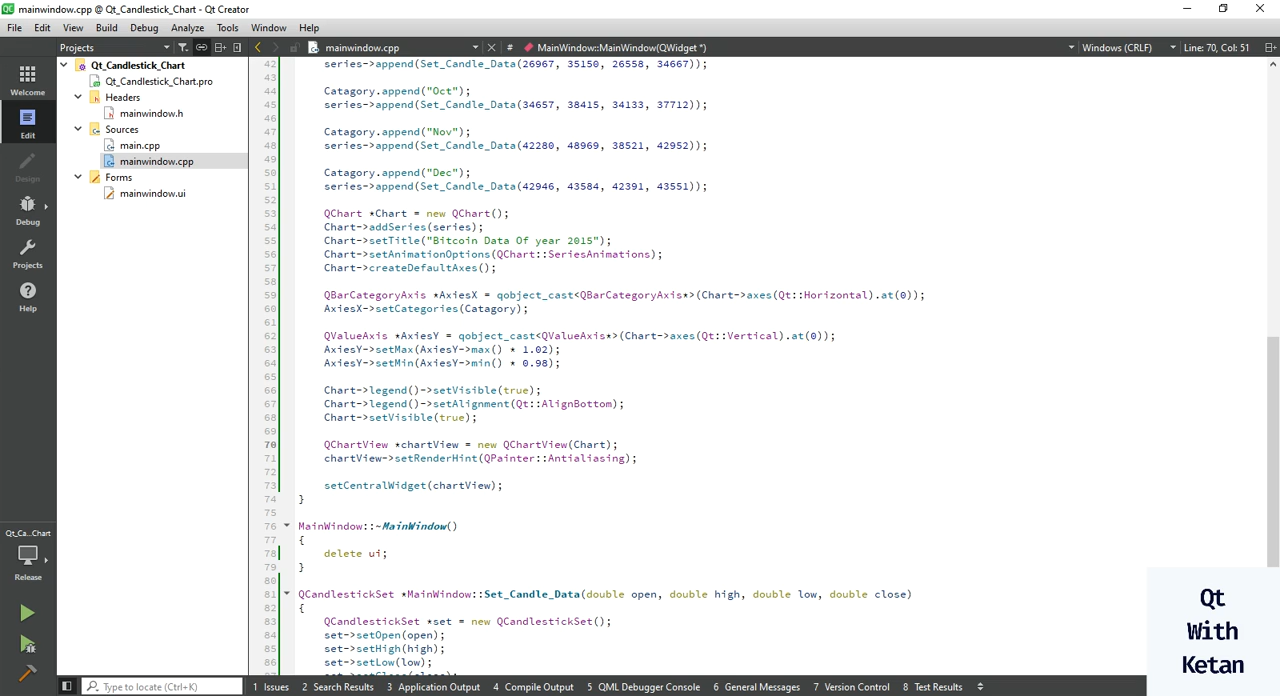 QC mainwindow.cpp @ Qt_Candlestick_Chart - Qt Creator
File Edit View Build Debug Analyze Tools Window Help
Projects mainwindow.cpp # MainWindow::MainWindow(QWidget *) Windows (CRLF) Line: 70, Col: 51
Welcome
Edit
Design
Debug
Projects
Help
Qt_Ca...Chart
Release
Qt_Candlestick_Chart
Qt_Candlestick_Chart.pro
Headers
mainwindow.h
Sources
main.cpp
mainwindow.cpp
Forms
mainwindow.ui
42 series->append(Set_Candle_Data(26967, 35150, 26558, 34667));
43
44 Catagory.append("Oct");
45 series->append(Set_Candle_Data(34657, 38415, 34133, 37712));
46
47 Catagory.append("Nov");
48 series->append(Set_Candle_Data(42280, 48969, 38521, 42952));
49
50 Catagory.append("Dec");
51 series->append(Set_Candle_Data(42946, 43584, 42391, 43551));
52
53 QChart *Chart = new QChart();
54 Chart->addSeries(series);
55 Chart->setTitle("Bitcoin Data Of year 2015");
56 Chart->setAnimationOptions(QChart::SeriesAnimations);
57 Chart->createDefaultAxes();
58
59 QBarCategoryAxis *AxiesX = qobject_cast<QBarCategoryAxis*>(Chart->axes(Qt::Horizontal).at(0));
60 AxiesX->setCategories(Catagory);
61
62 QValueAxis *AxiesY = qobject_cast<QValueAxis*>(Chart->axes(Qt::Vertical).at(0));
63 AxiesY->setMax(AxiesY->max() * 1.02);
64 AxiesY->setMin(AxiesY->min() * 0.98);
65
66 Chart->legend()->setVisible(true);
67 Chart->legend()->setAlignment(Qt::AlignBottom);
68 Chart->setVisible(true);
69
70 QChartView *chartView = new QChartView(Chart);
71 chartView->setRenderHint(QPainter::Antialiasing);
72
73 setCentralWidget(chartView);
74 }
75
76 MainWindow::~MainWindow()
77 {
78 delete ui;
79 }
80
81 QCandlestickSet *MainWindow::Set_Candle_Data(double open, double high, double low, double close)
82 {
83 QCandlestickSet *set = new QCandlestickSet();
84 set->setOpen(open);
85 set->setHigh(high);
86 set->setLow(low);
Qt
With
Ketan
Type to locate (Ctrl+K) 1 Issues 2 Search Results 3 Application Output 4 Compile Output 5 QML Debugger Console 6 General Messages 7 Version Control 8 Test Results